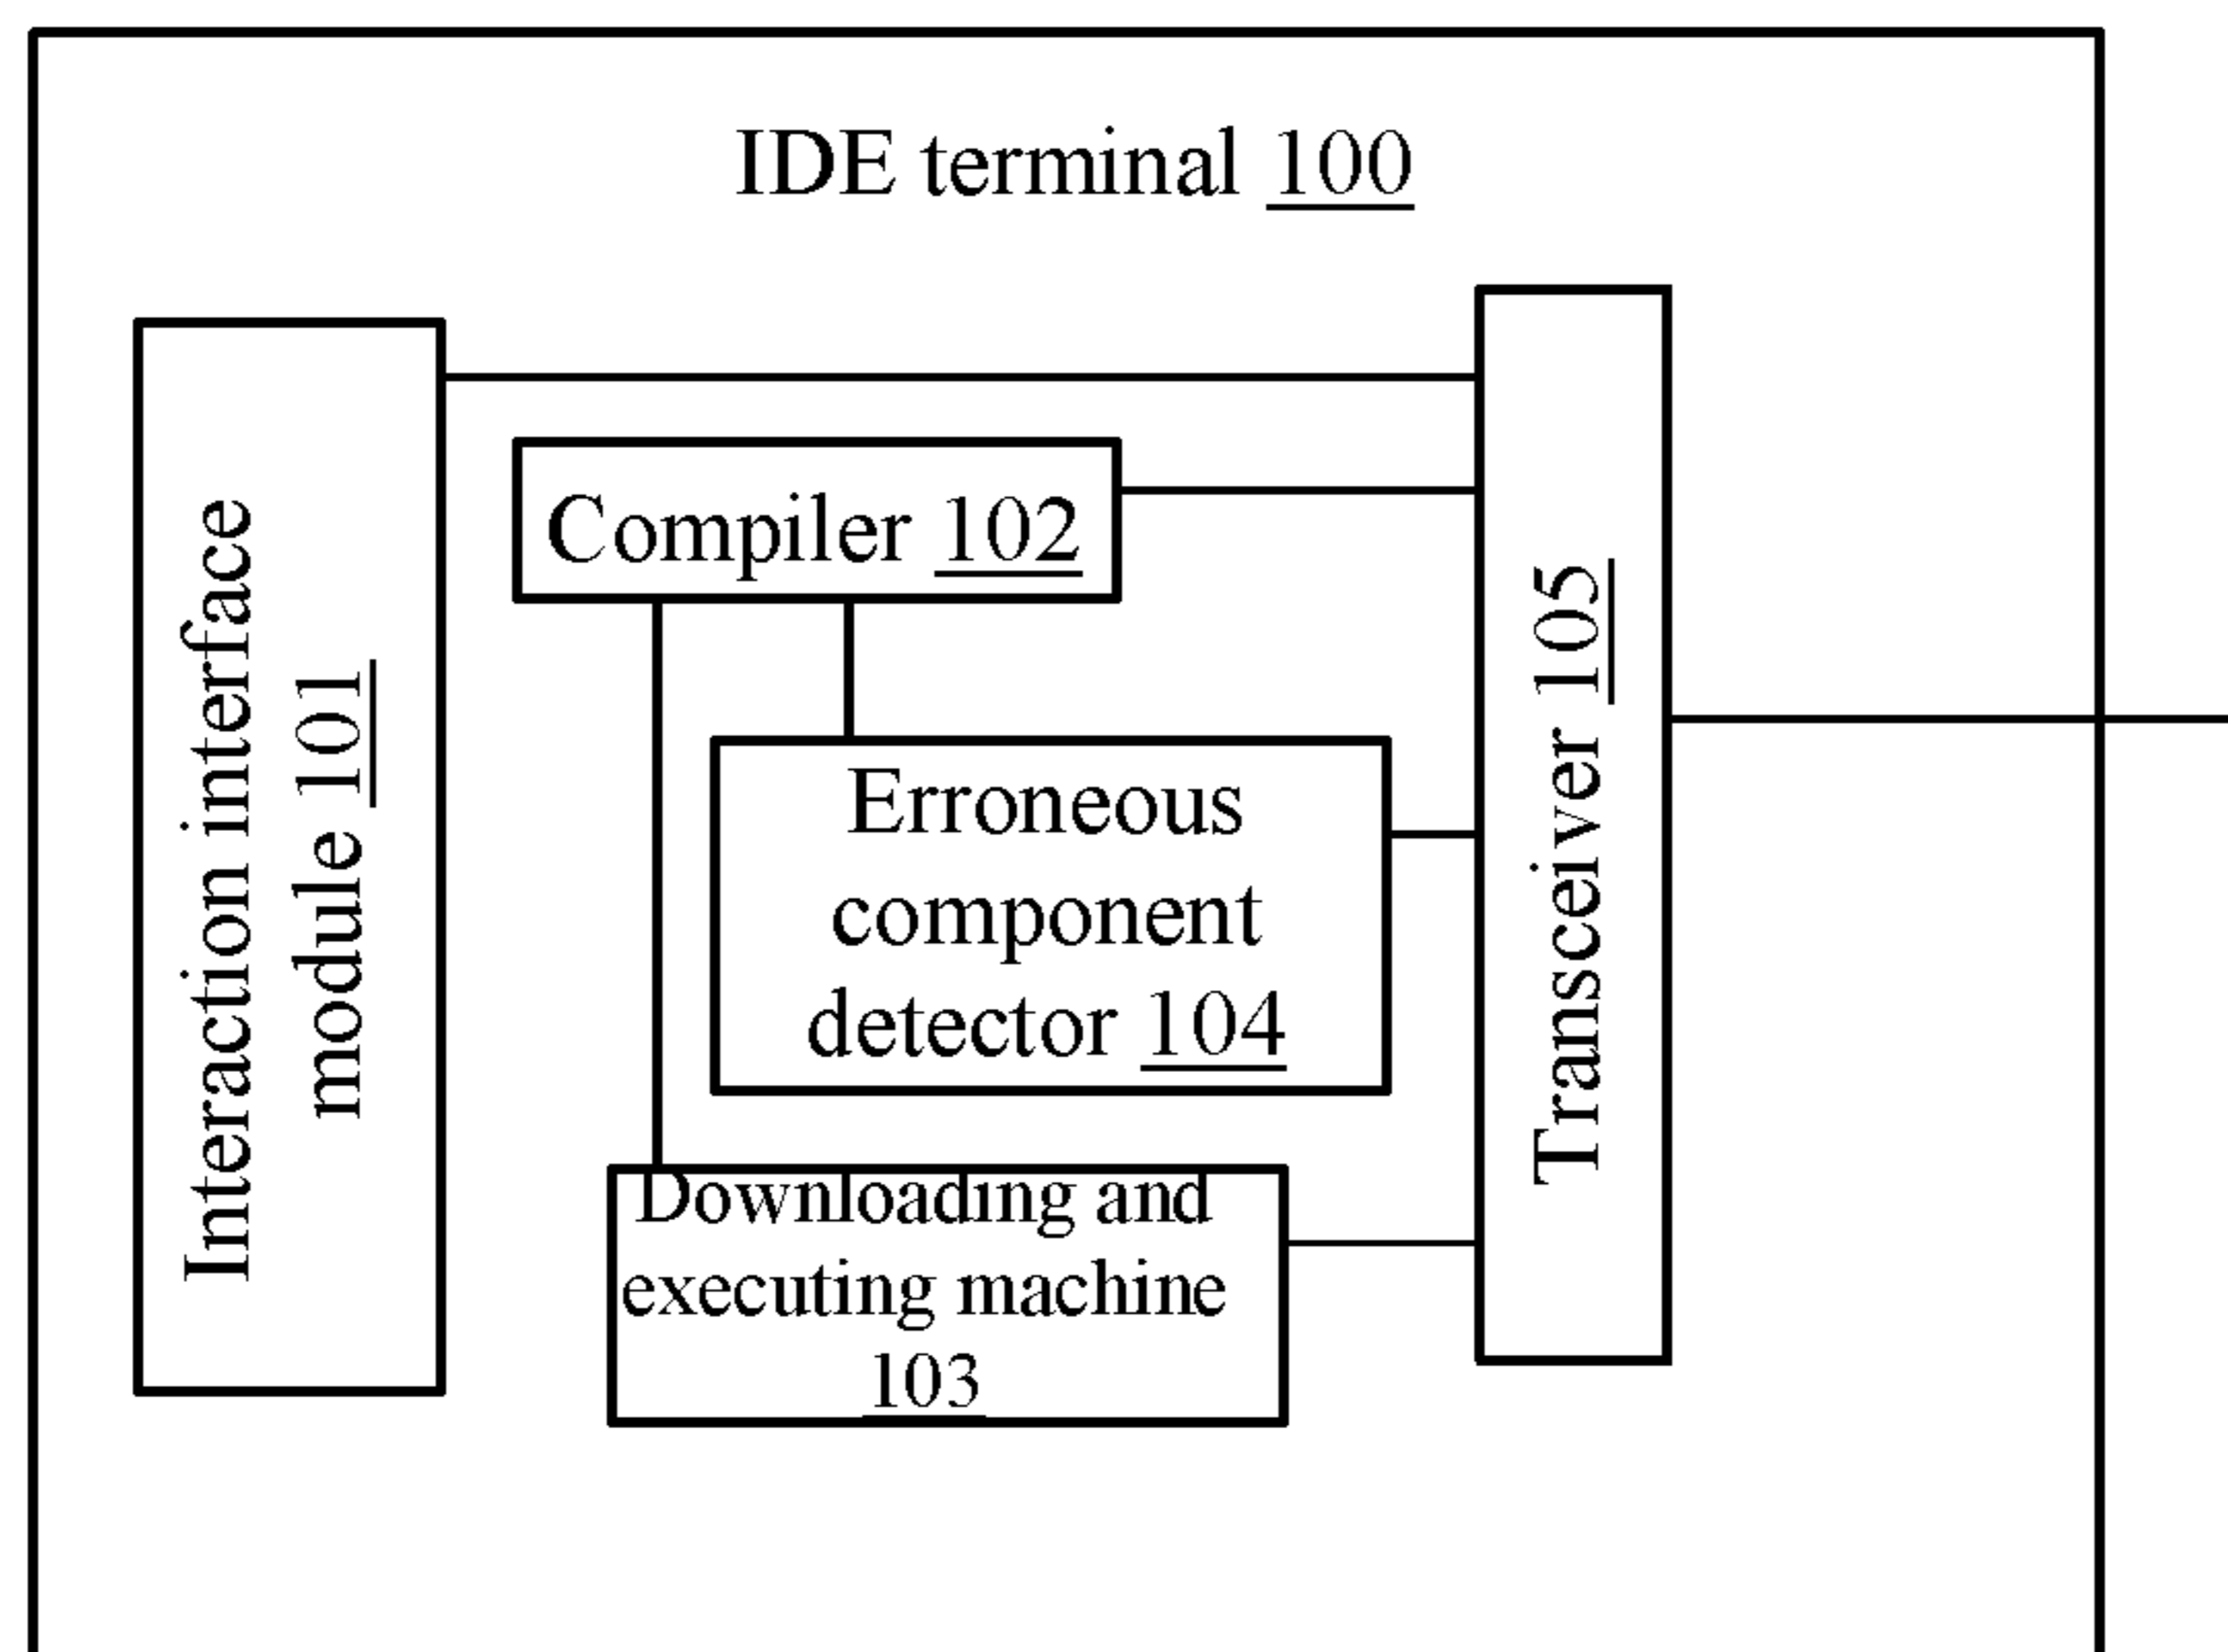 IDE terminal 100
Interaction interface
module 101
Compiler 102
Erroneous
component
detector 104
Downloading and
executing machine
103
Transceiver 105